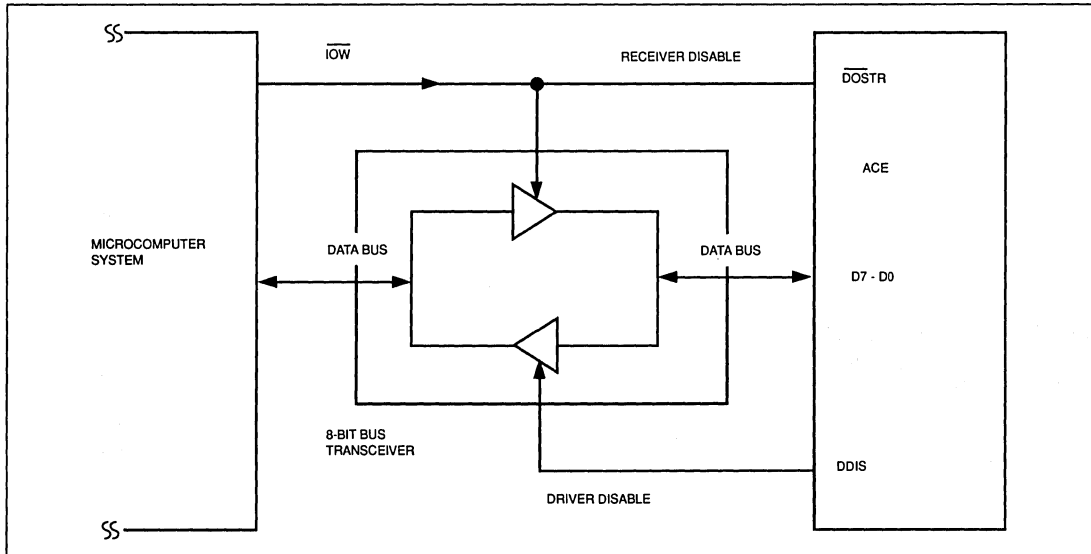 IOW
RECEIVER DISABLE
DOSTR
ACE
MICROCOMPUTER
SYSTEM
DATA BUS
DATA BUS
D7 - D0
8-BIT BUS
TRANSCEIVER
DDIS
DRIVER DISABLE